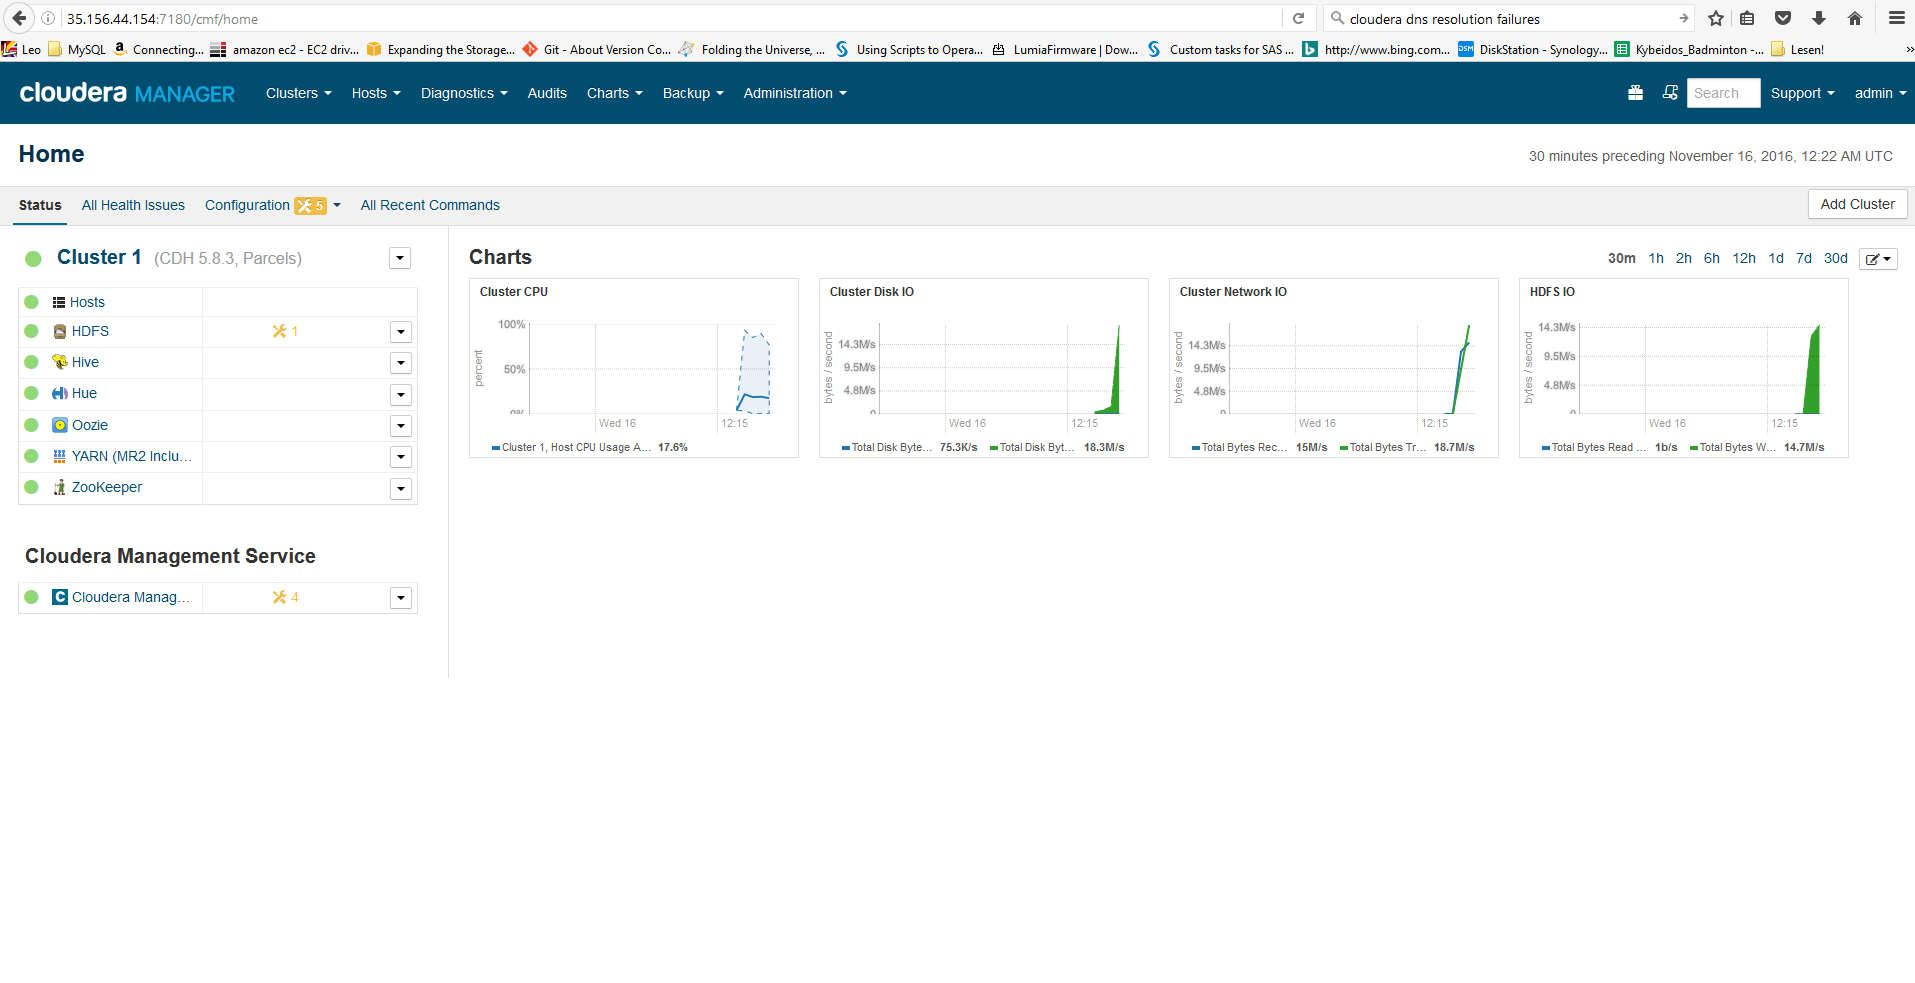 35.156.44.154:7180/cmf/home
cloudera dns resolution failures
Leo MySQL Connecting... amazon ec2 - EC2 driv... Expanding the Storage... Git - About Version Co... Folding the Universe, ... Using Scripts to Opera... LumiaFirmware | Dow... Custom tasks for SAS ... http://www.bing.com... DiskStation - Synology... Kybeidos_Badminton -... Lesen! »
cloudera MANAGER Clusters Hosts Diagnostics Audits Charts Backup Administration Search Support admin
Home
30 minutes preceding November 16, 2016, 12:22 AM UTC
Status All Health Issues Configuration 5 All Recent Commands Add Cluster
Cluster 1 (CDH 5.8.3, Parcels)
Hosts
HDFS 1
Hive
Hue
Oozie
YARN (MR2 Inclu...
ZooKeeper
Cloudera Management Service
Cloudera Manag... 4
Charts
30m 1h 2h 6h 12h 1d 7d 30d
Cluster CPU
percent
100%
50%
0%
Wed 16 12:15
Cluster 1, Host CPU Usage A... 17.6%
Cluster Disk IO
bytes / second
14.3M/s
9.5M/s
4.8M/s
0
Wed 16 12:15
Total Disk Byte... 75.3K/s Total Disk Byt... 18.3M/s
Cluster Network IO
bytes / second
14.3M/s
9.5M/s
4.8M/s
0
Wed 16 12:15
Total Bytes Rec... 15M/s Total Bytes Tr... 18.7M/s
HDFS IO
bytes / second
14.3M/s
9.5M/s
4.8M/s
0
Wed 16 12:15
Total Bytes Read ... 1b/s Total Bytes W... 14.7M/s